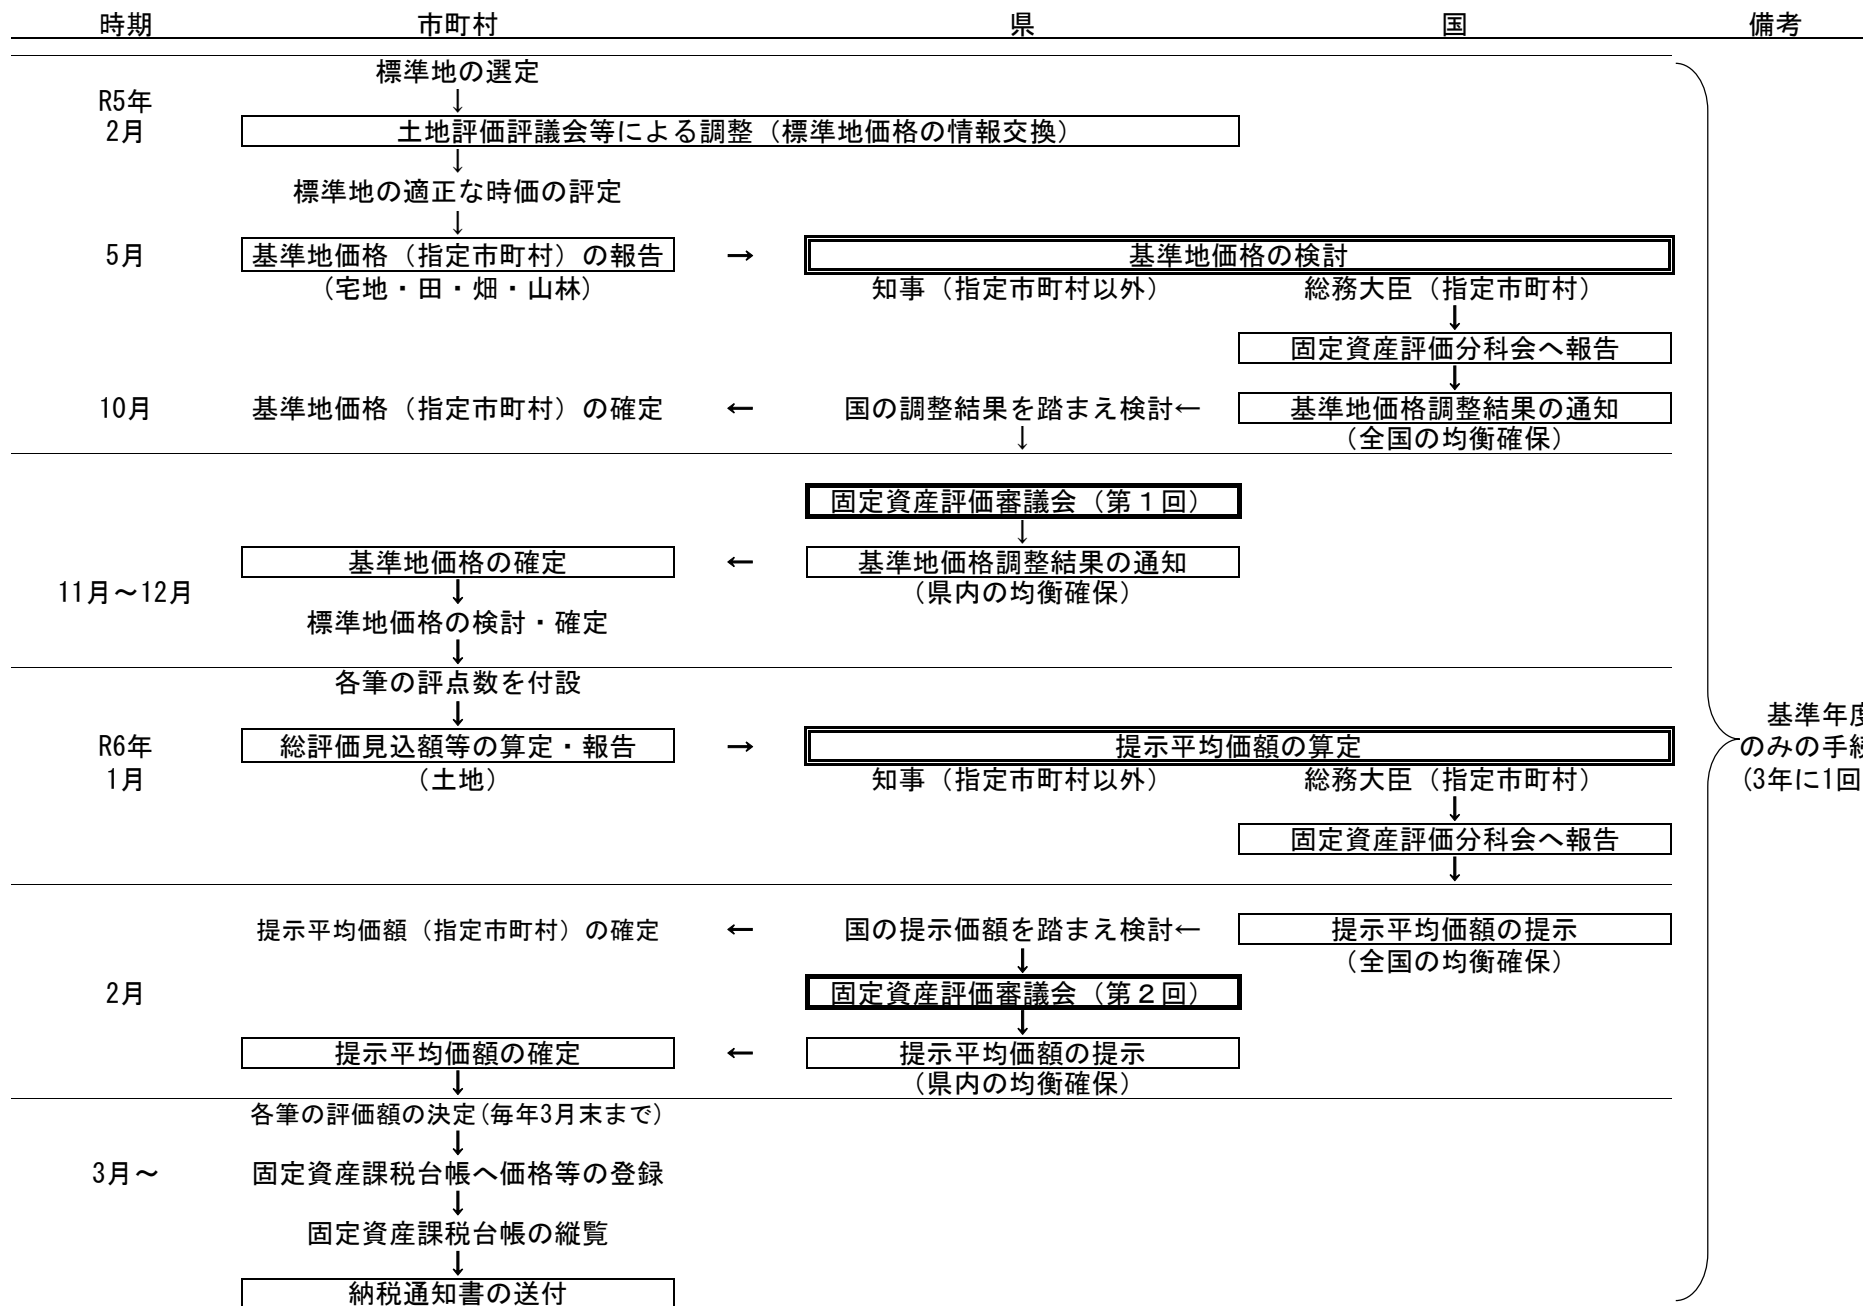 時期 市町村 県 国 備考
標準地の選定
R5年 ↓
2月 土地評価評議会等による調整（標準地価格の情報交換）
↓
標準地の適正な時価の評定
↓
5月 基準地価格（指定市町村）の報告 → 基準地価格の検討
（宅地・田・畑・山林） 知事（指定市町村以外） 総務大臣（指定市町村）
↓
固定資産評価分科会へ報告
↓
10月 基準地価格（指定市町村）の確定 ← 国の調整結果を踏まえ検討← 基準地価格調整結果の通知
↓ （全国の均衡確保）
固定資産評価審議会（第１回）
↓
基準地価格の確定 ← 基準地価格調整結果の通知
11月～12月 ↓ （県内の均衡確保）
標準地価格の検討・確定
↓
各筆の評点数を付設
↓ 基準年度
R6年 総評価見込額等の算定・報告 → 提示平均価額の算定 のみの手続
1月 （土地） 知事（指定市町村以外） 総務大臣（指定市町村） (3年に1回
↓
固定資産評価分科会へ報告
↓
提示平均価額（指定市町村）の確定 ← 国の提示価額を踏まえ検討← 提示平均価額の提示
↓ （全国の均衡確保）
2月 固定資産評価審議会（第２回）
↓
提示平均価額の確定 ← 提示平均価額の提示
↓ （県内の均衡確保）
各筆の評価額の決定(毎年3月末まで)
↓
3月～ 固定資産課税台帳へ価格等の登録
↓
固定資産課税台帳の縦覧
↓
納税通知書の送付